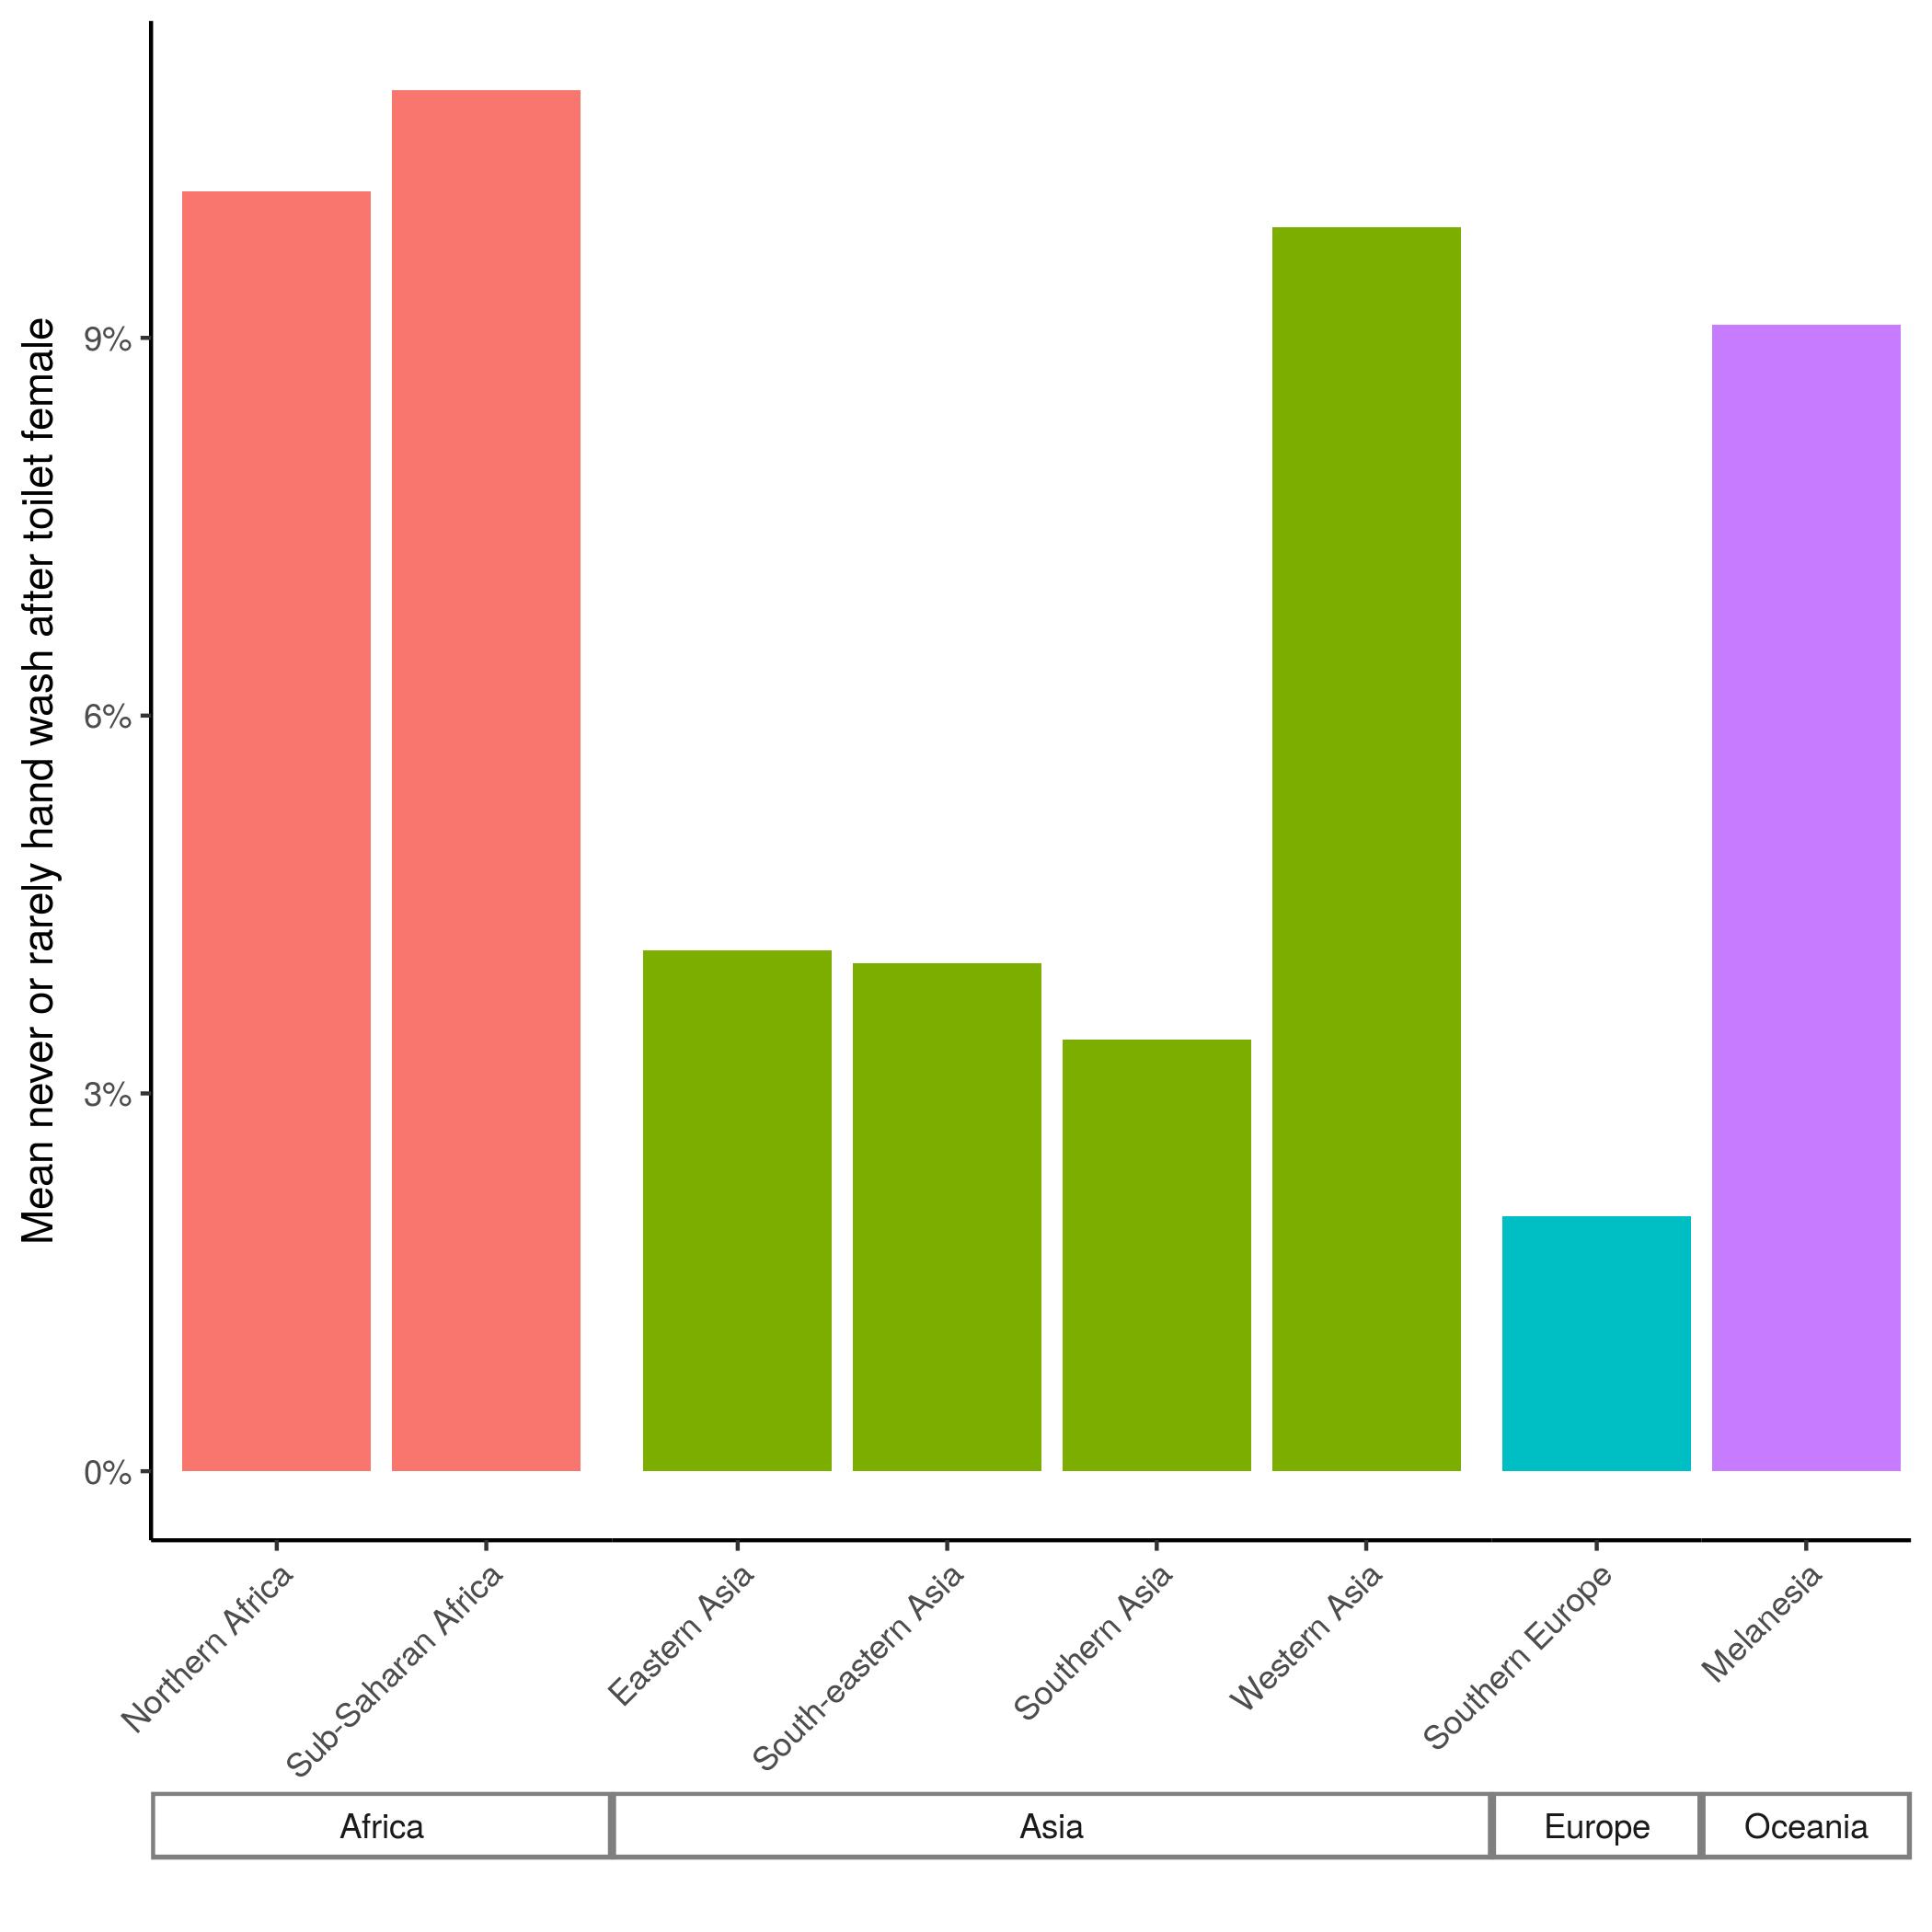 Mean never or rarely hand wash after toilet female
9%
6%
3%
0%
Northern Africa
Sub-Saharan Africa
Eastern Asia
South-eastern Asia
Southern Asia
Western Asia
Southern Europe
Melanesia
Africa
Asia
Europe
Oceania